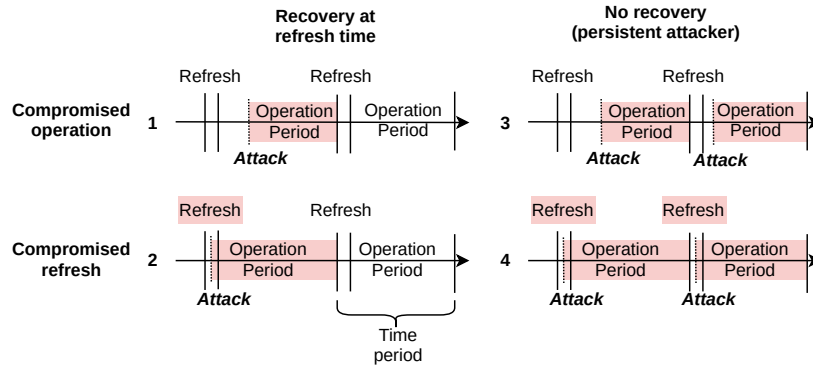 Recovery at
refresh time
No recovery
(persistent attacker)
Refresh
Refresh
Refresh
Refresh
Compromised
operation
1
Operation
Period
Operation
Period
3
Operation
Period
Operation
Period
Attack
Attack
Attack
Refresh
Refresh
Refresh
Refresh
Compromised
refresh
2
Operation
Period
Operation
Period
4
Operation
Period
Operation
Period
Attack
Attack
Attack
Time
period